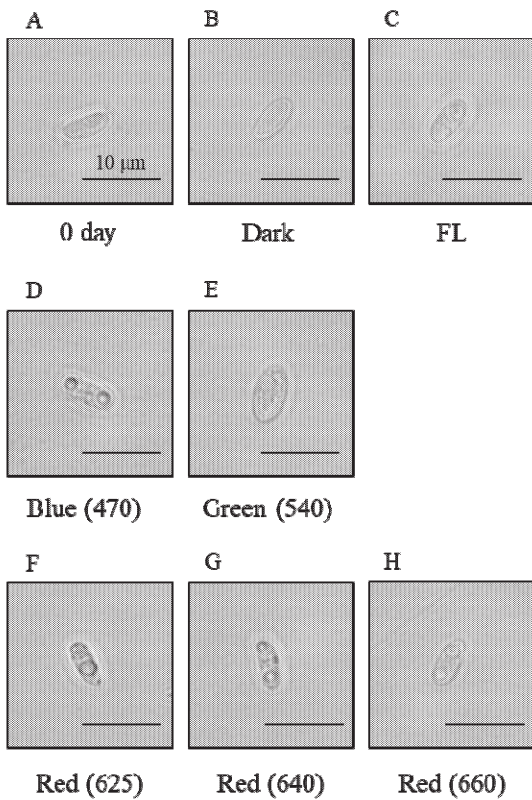 A B C
10 μm
0 day Dark FL
D E
Blue (470) Green (540)
F G H
Red (625) Red (640) Red (660)